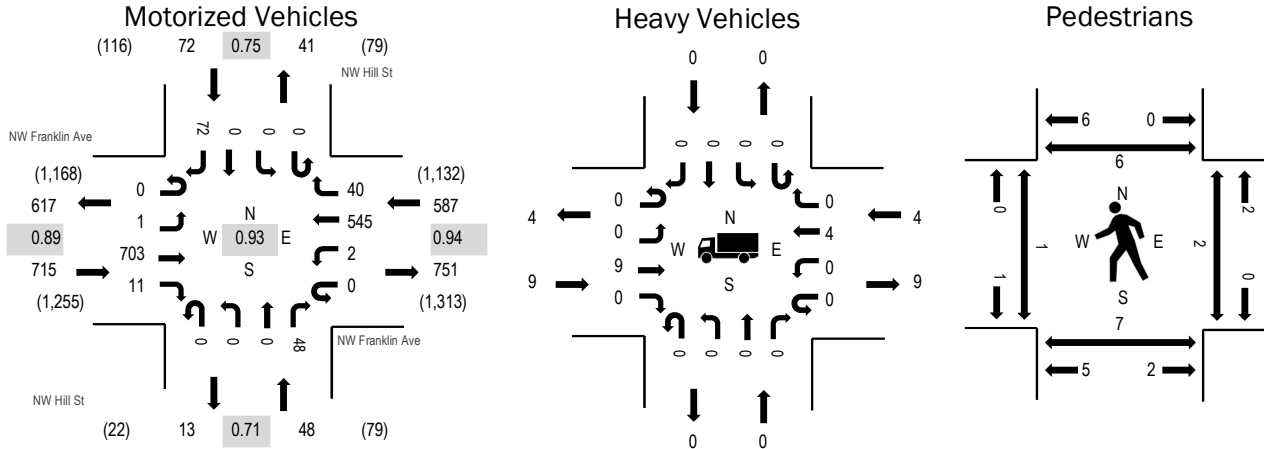 Motorized Vehicles
(116) 72 0.75 41 (79)
NW Hill St
NW Franklin Ave
72 0 0 0
(1,168) (1,132)
0 40
617 587
1 N 545
0.89 W 0.93 E 0.94
703 2
715 S 751
11 0
(1,255) (1,313)
0 0 0 48
NW Franklin Ave
NW Hill St
(22) 13 0.71 48 (79)
Heavy Vehicles
0 0
0 0 0 0
0 0
4 N 4
0 4
W E
9 0
9 S 9
0 0
0 0 0 0
0 0
Pedestrians
6 0
6
0 N 2
1 W E 2
1 S 0
7
5 2